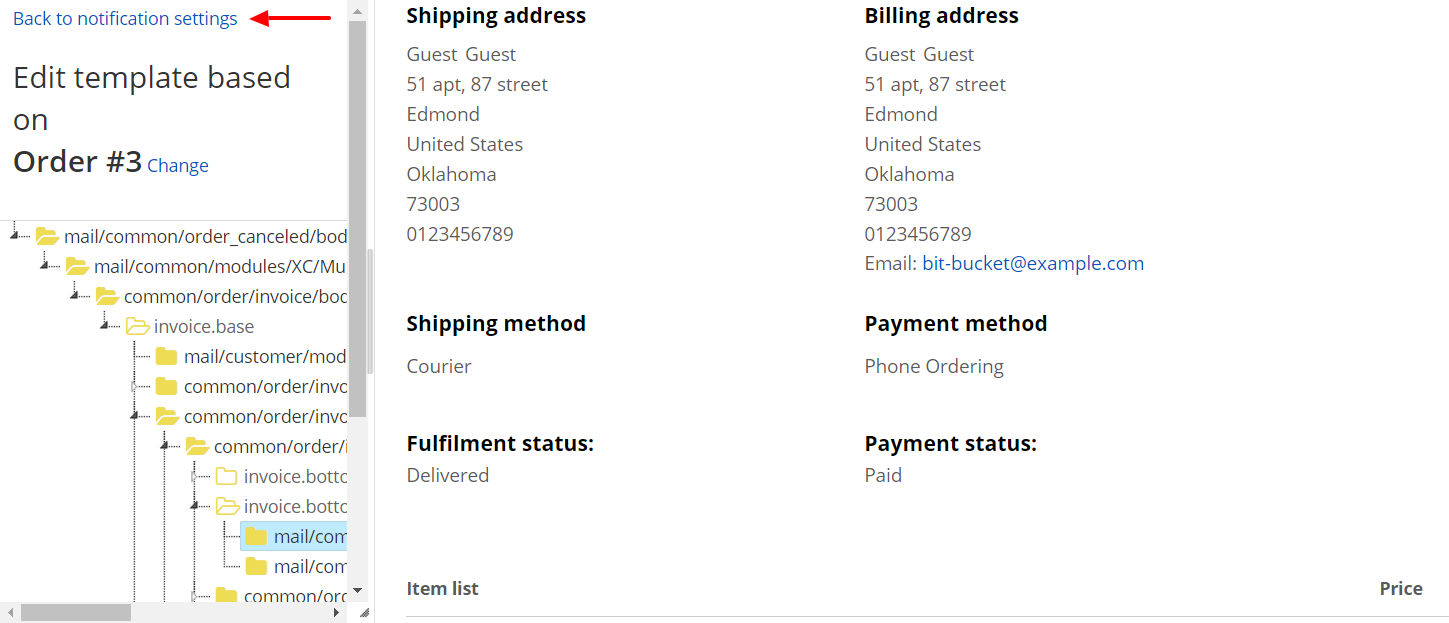 Back to notification settings
Edit template based
on
Order #3 Change
mail/common/order_canceled/bod
mail/common/modules/XC/Mu
common/order/invoice/boc
invoice.base
mail/customer/mod
common/order/invo
common/order/invo
common/order/i
invoice.botto
invoice.botto
mail/com
mail/com
common/orc
Shipping address
Guest Guest
51 apt, 87 street
Edmond
United States
Oklahoma
73003
0123456789
Billing address
Guest Guest
51 apt, 87 street
Edmond
United States
Oklahoma
73003
0123456789
Email: bit-bucket@example.com
Shipping method
Courier
Payment method
Phone Ordering
Fulfilment status:
Delivered
Payment status:
Paid
Item list Price